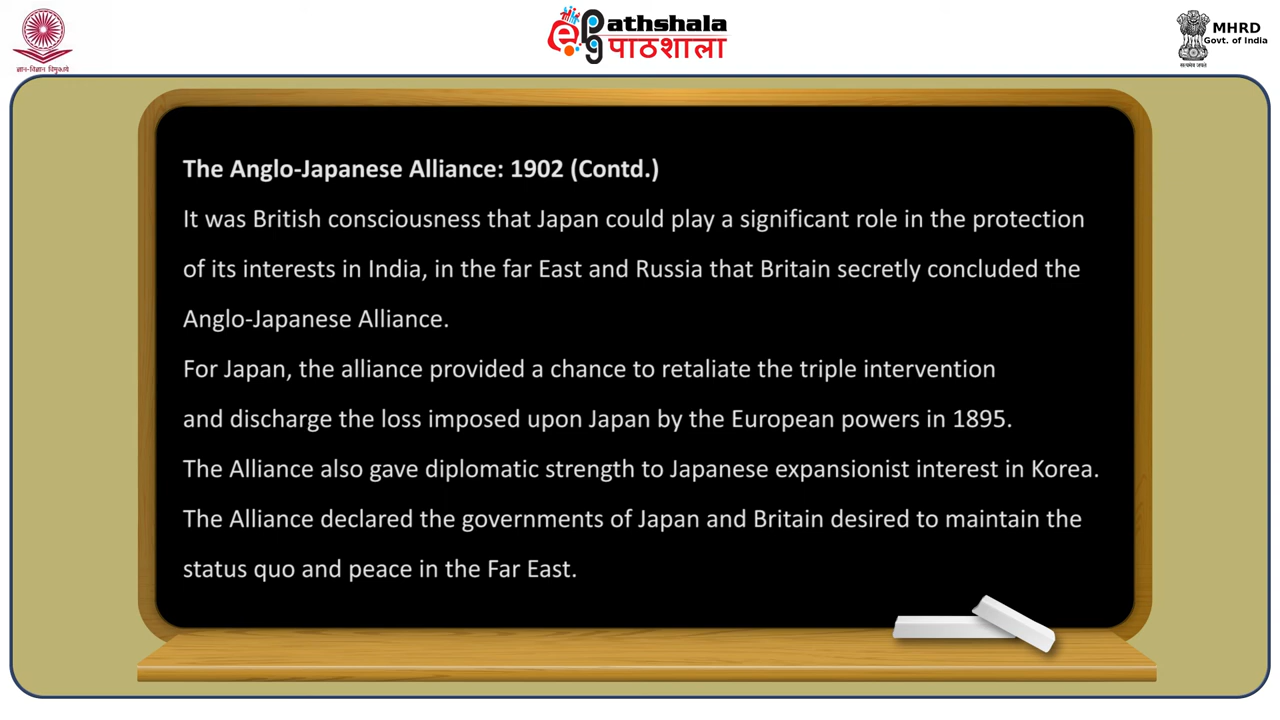 ज्ञान-विज्ञान विमुक्तये
ePathshala
पाठशाला
MHRD
Govt. of India
सत्यमेव जयते
The Anglo-Japanese Alliance: 1902 (Contd.)
It was British consciousness that Japan could play a significant role in the protection
of its interests in India, in the far East and Russia that Britain secretly concluded the
Anglo-Japanese Alliance.
For Japan, the alliance provided a chance to retaliate the triple intervention
and discharge the loss imposed upon Japan by the European powers in 1895.
The Alliance also gave diplomatic strength to Japanese expansionist interest in Korea.
The Alliance declared the governments of Japan and Britain desired to maintain the
status quo and peace in the Far East.